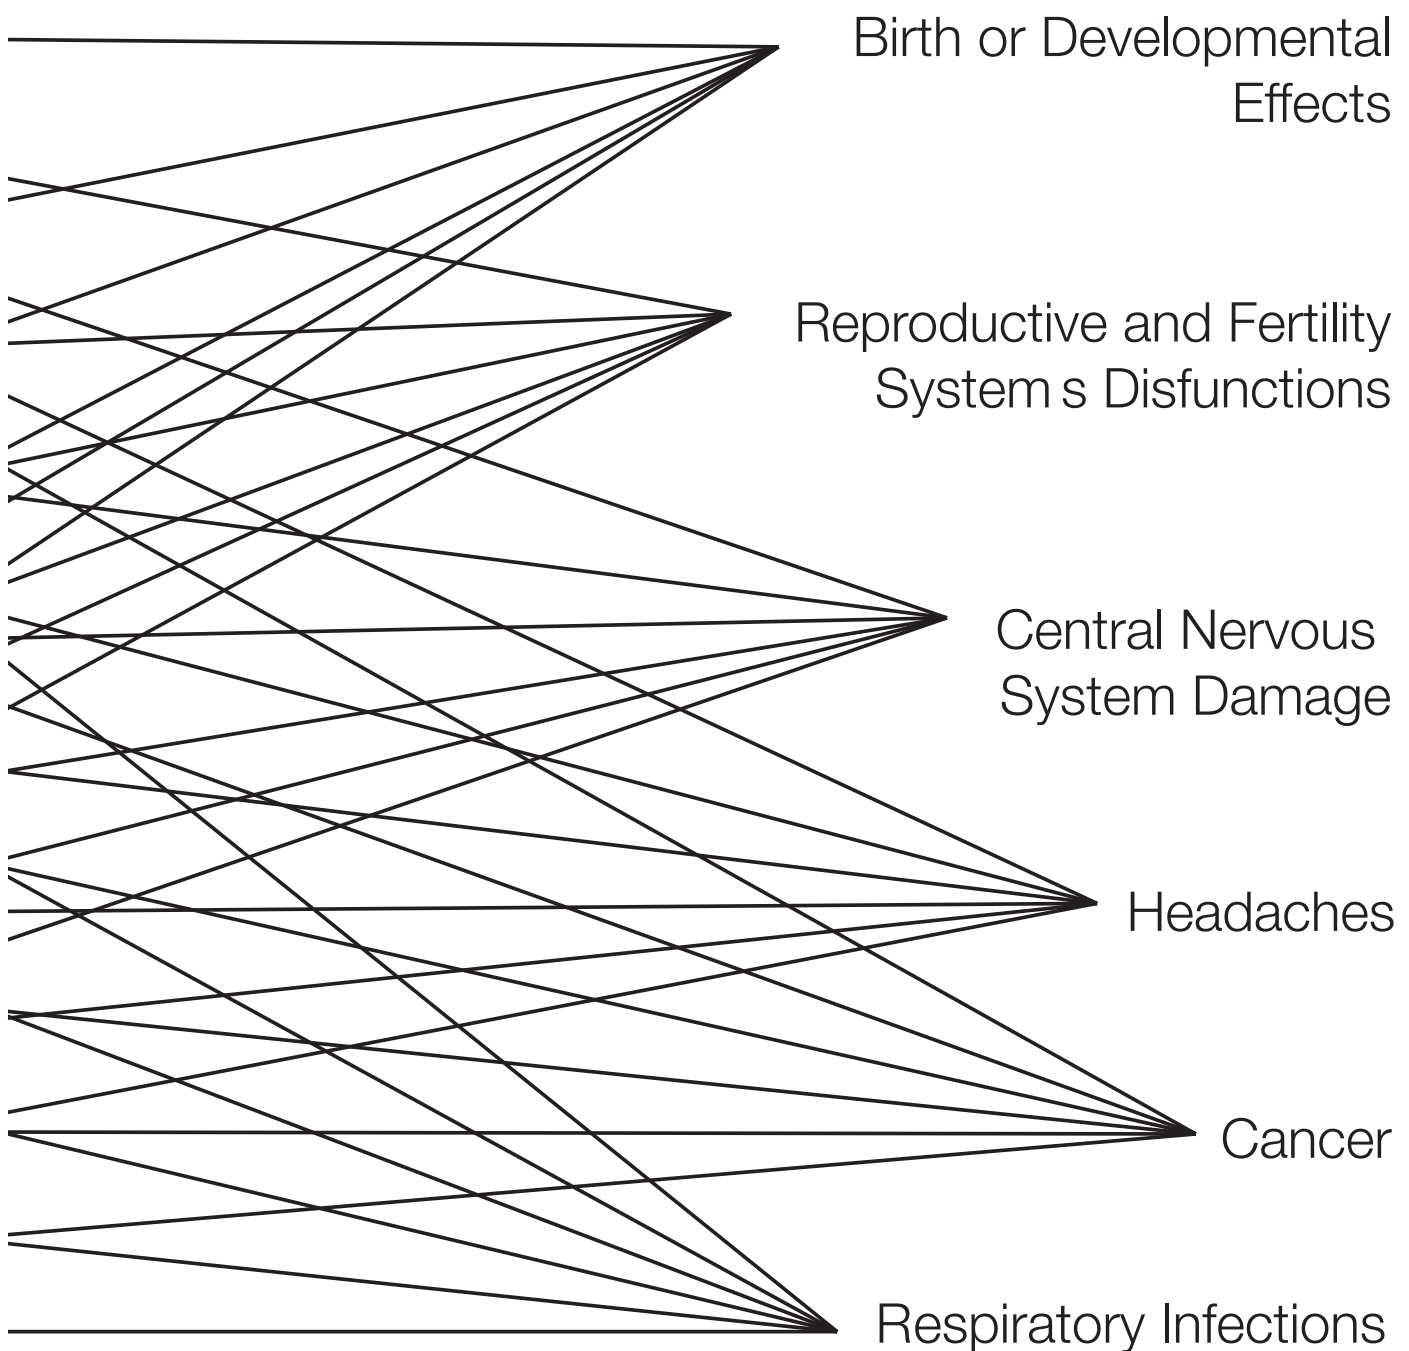 Birth or Developmental
Effects
Reproductive and Fertility
System s Disfunctions
Central Nervous
System Damage
Headaches
Cancer
Respiratory Infections